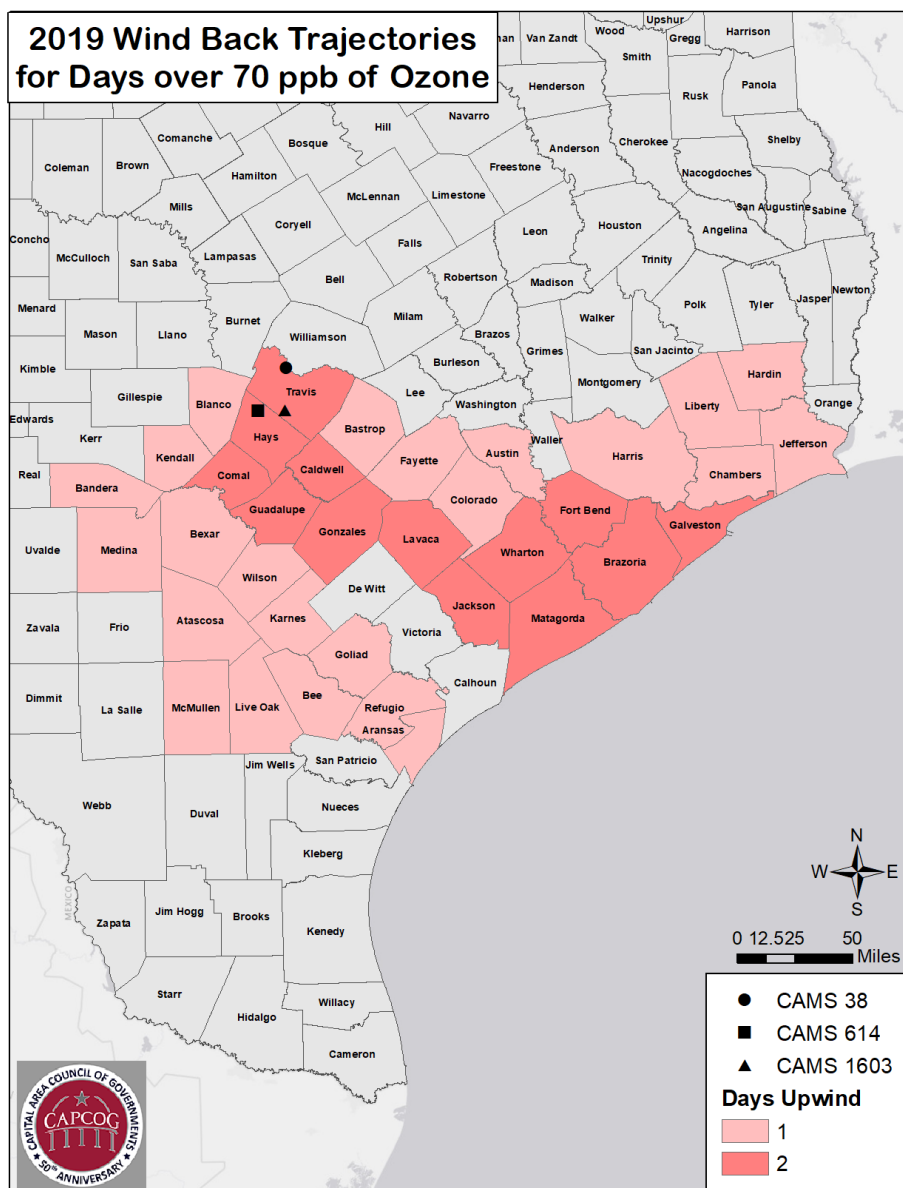 2019 Wind Back Trajectories
for Days over 70 ppb of Ozone
Upshur
Wood
Gregg
Harrison
Van Zandt
Smith
Henderson
Rusk
Panola
Navarro
Hill
Comanche
Bosque
Anderson
Cherokee
Shelby
Coleman
Brown
Hamilton
Freestone
Nacogdoches
McLennan
Limestone
Mills
San Augustine
Sabine
Coryell
Houston
Angelina
Concho
McCulloch
San Saba
Lampasas
Falls
Leon
Trinity
Bell
Robertson
Madison
Menard
Mason
Llano
Burnet
Williamson
Milam
Brazos
Walker
Polk
Tyler
Jasper
Newton
Grimes
San Jacinto
Burleson
Kimble
Montgomery
Hardin
Gillespie
Blanco
Travis
Lee
Washington
Liberty
Orange
Edwards
Kerr
Hays
Bastrop
Waller
Jefferson
Real
Kendall
Fayette
Austin
Harris
Bandera
Comal
Caldwell
Colorado
Chambers
Guadalupe
Fort Bend
Galveston
Uvalde
Medina
Bexar
Gonzales
Lavaca
Wharton
Brazoria
Wilson
De Witt
Jackson
Matagorda
Zavala
Frio
Atascosa
Karnes
Victoria
Goliad
Dimmit
La Salle
McMullen
Live Oak
Bee
Refugio
Calhoun
Aransas
Jim Wells
San Patricio
Webb
Duval
Nueces
Kleberg
MEXICO
Zapata
Jim Hogg
Brooks
Kenedy
Starr
Hidalgo
Willacy
Cameron
N
W
E
S
0 12.525 50
Miles
CAMS 38
CAMS 614
CAMS 1603
Days Upwind
1
2
CAPITAL AREA COUNCIL OF GOVERNMENTS
CAPCOG
50th ANNIVERSARY